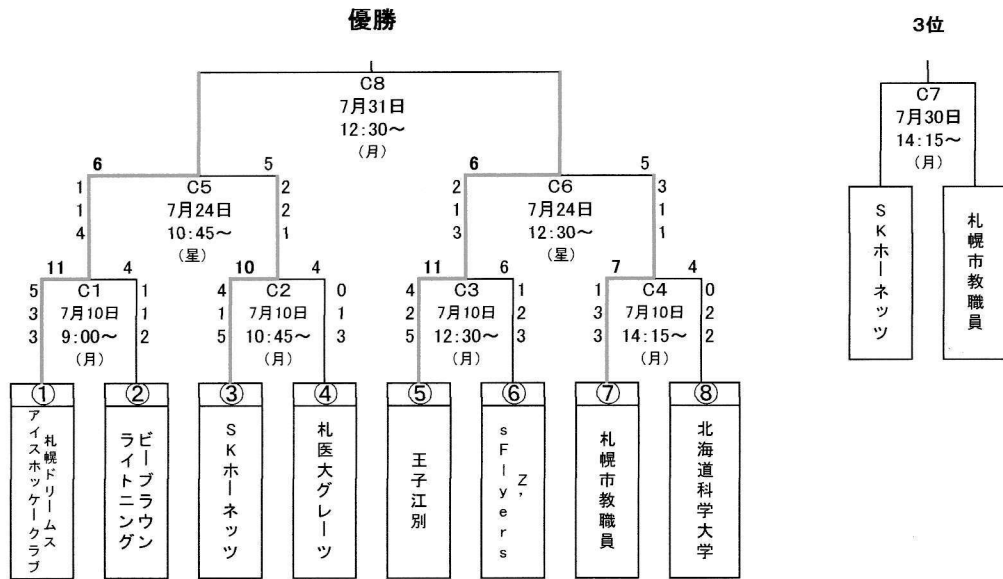 優勝
3位
C8
7月31日
12:30～
(月)
C7
7月30日
14:15～
(月)
SKホーネッツ
札幌市教職員
6
5
1
1
4
C5
7月24日
10:45～
(星)
2
2
1
6
5
2
1
3
C6
7月24日
12:30～
(星)
3
1
1
11
4
5
3
3
C1
7月10日
9:00～
(月)
1
1
2
10
4
4
1
5
C2
7月10日
10:45～
(月)
0
1
3
11
6
4
2
5
C3
7月10日
12:30～
(月)
1
2
3
7
4
1
3
3
C4
7月10日
14:15～
(月)
0
2
2
①
札幌ドリームス
アイスホッケークラブ
②
ビーブラウン
ライトニング
③
SKホーネッツ
④
札医大グレーツ
⑤
王子江別
⑥
Z’
sFlyers
⑦
札幌市教職員
⑧
北海道科学大学